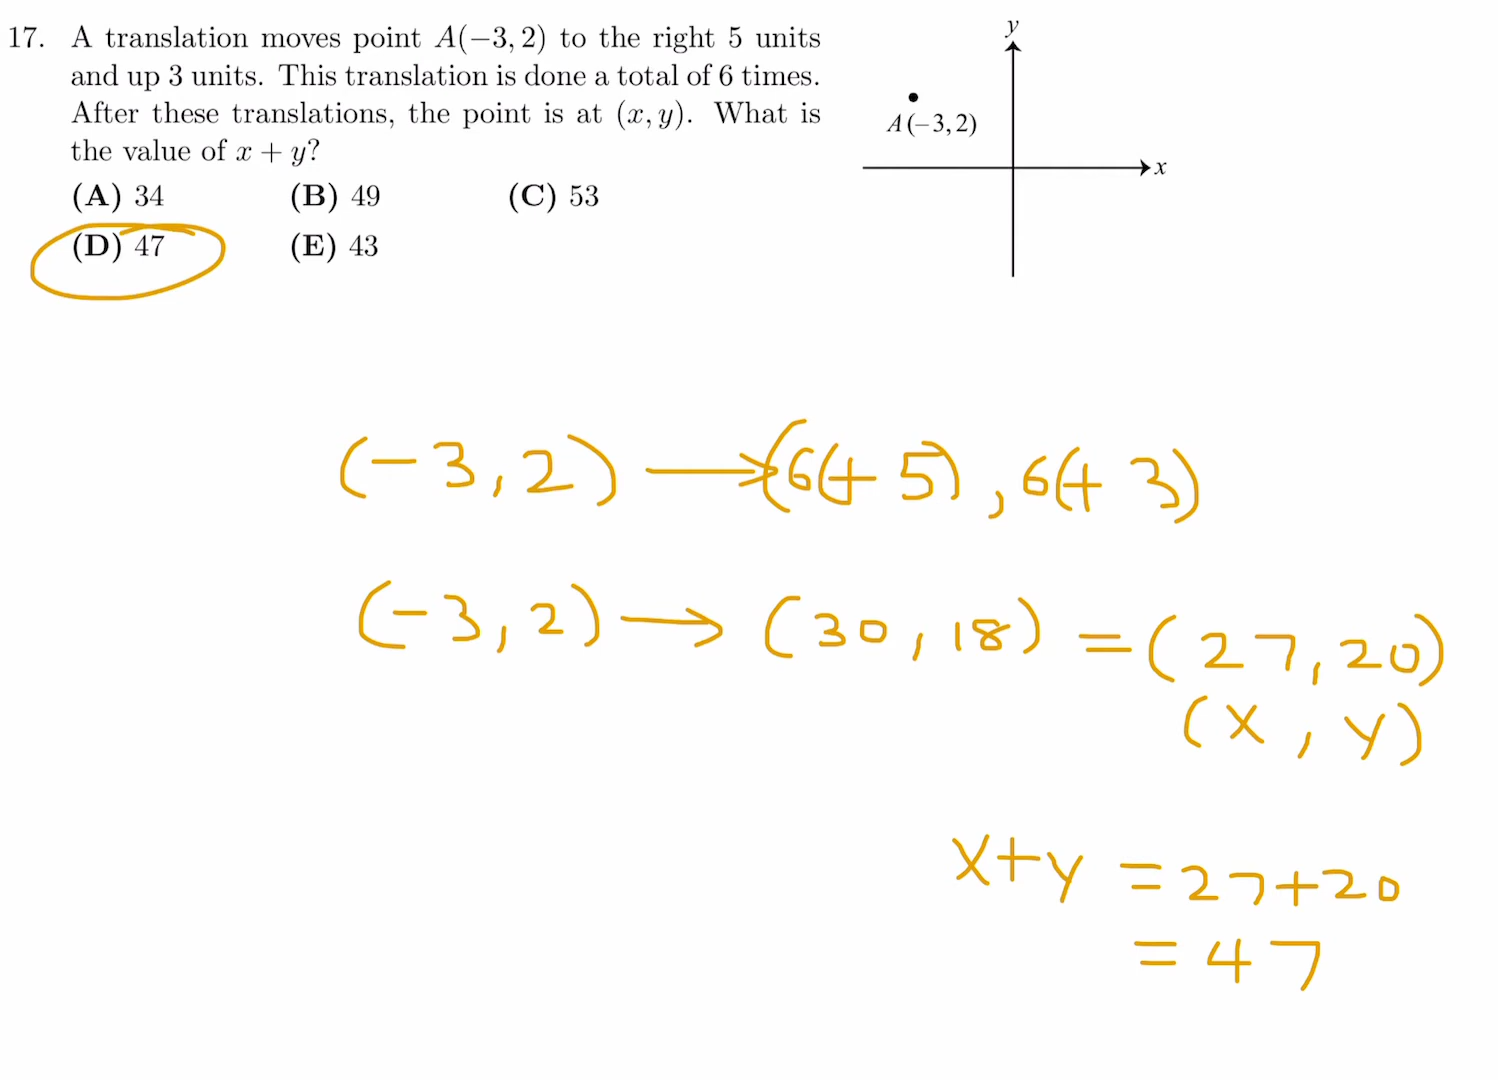 17. A translation moves point A(−3, 2) to the right 5 units
and up 3 units. This translation is done a total of 6 times.
After these translations, the point is at (x, y). What is
the value of x + y?
(A) 34 (B) 49 (C) 53
(D) 47 (E) 43
y
A(−3, 2)
x
(−3, 2) → (6(+ 5), 6(+ 3)
(−3, 2) → (30, 18) = (27, 20)
(x, y)
x+y = 27+20
= 47